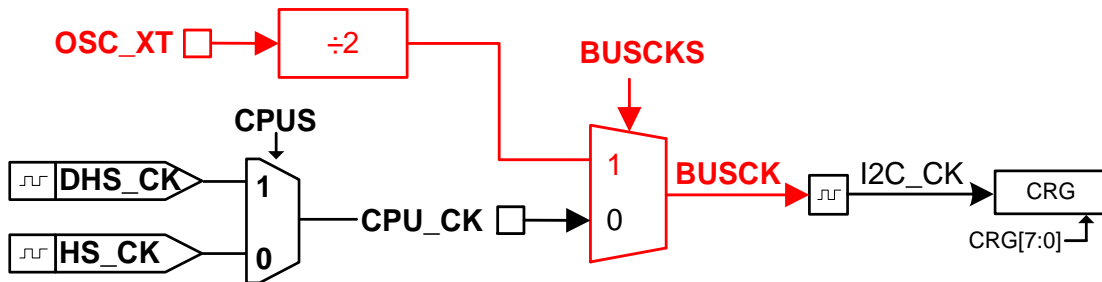 OSC_XT
÷2
BUSCKS
CPUS
DHS_CK
1
1
BUSCK
I2C_CK
CRG
CPU_CK
0
HS_CK
0
CRG[7:0]